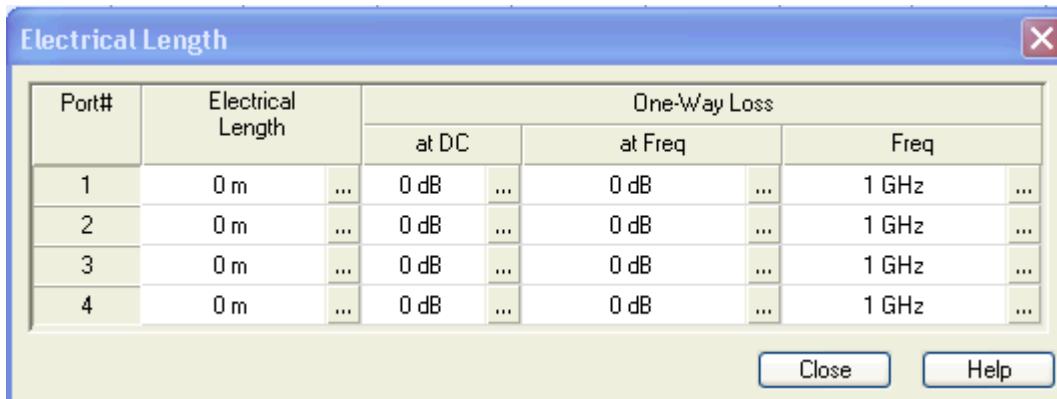 Electrical Length
Port# Electrical Length One-Way Loss
at DC at Freq Freq
1 0 m ... 0 dB ... 0 dB ... 1 GHz ...
2 0 m ... 0 dB ... 0 dB ... 1 GHz ...
3 0 m ... 0 dB ... 0 dB ... 1 GHz ...
4 0 m ... 0 dB ... 0 dB ... 1 GHz ...
Close Help